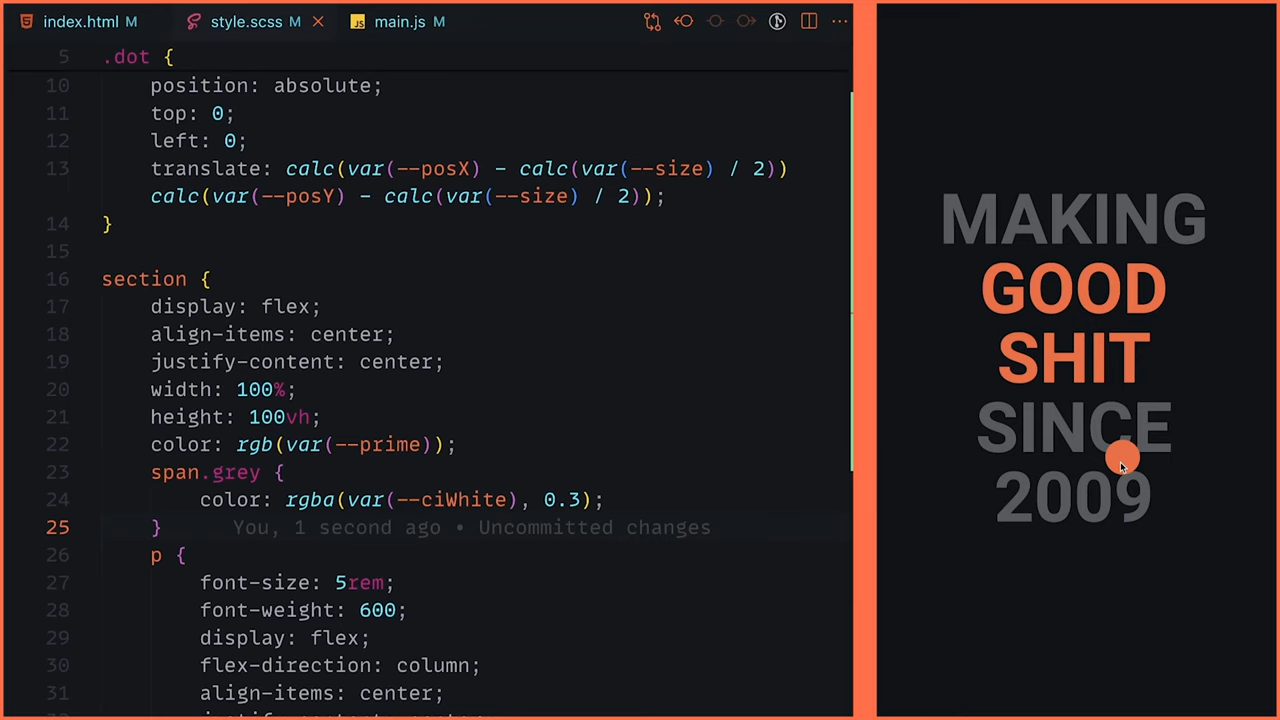 index.html M
style.scss M
JS main.js M
5 .dot {
10 position: absolute;
11 top: 0;
12 left: 0;
13 translate: calc(var(--posX) - calc(var(--size) / 2))
calc(var(--posY) - calc(var(--size) / 2));
14 }
15
16 section {
17 display: flex;
18 align-items: center;
19 justify-content: center;
20 width: 100%;
21 height: 100vh;
22 color: rgb(var(--prime));
23 span.grey {
24 color: rgba(var(--ciWhite), 0.3);
25 } You, 1 second ago • Uncommitted changes
26 p {
27 font-size: 5rem;
28 font-weight: 600;
29 display: flex;
30 flex-direction: column;
31 align-items: center;
MAKING
GOOD
SHIT
SINCE
2009